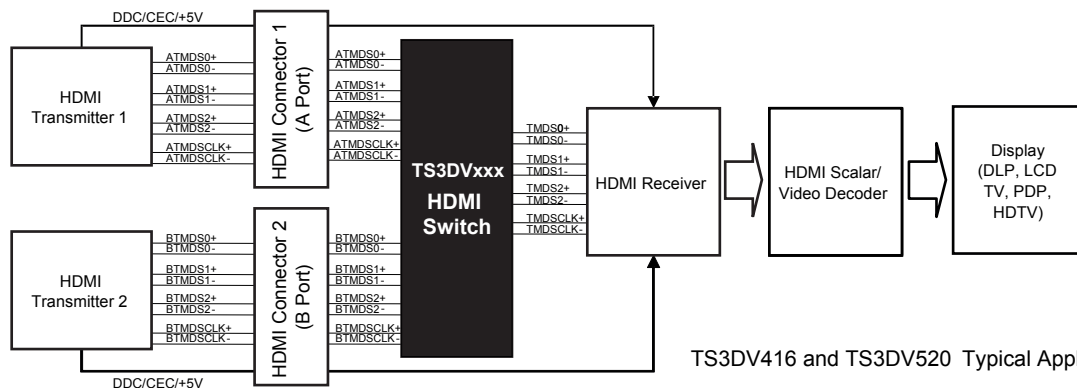 DDC/CEC/+5V
HDMI
Transmitter 1
ATMDS0+
ATMDS0-
ATMDS1+
ATMDS1-
ATMDS2+
ATMDS2-
ATMDSCLK+
ATMDSCLK-
HDMI Connector 1
(A Port)
ATMDS0+
ATMDS0-
ATMDS1+
ATMDS1-
ATMDS2+
ATMDS2-
ATMDSCLK+
ATMDSCLK-
HDMI
Transmitter 2
BTMDS0+
BTMDS0-
BTMDS1+
BTMDS1-
BTMDS2+
BTMDS2-
BTMDSCLK+
BTMDSCLK-
DDC/CEC/+5V
HDMI Connector 2
(B Port)
BTMDS0+
BTMDS0-
BTMDS1+
BTMDS1-
BTMDS2+
BTMDS2-
BTMDSCLK+
BTMDSCLK-
TS3DVxxx
HDMI
Switch
TMDS0+
TMDS0-
TMDS1+
TMDS1-
TMDS2+
TMDS2-
TMDSCLK+
TMDSCLK-
HDMI Receiver
HDMI Scalar/
Video Decoder
Display
(DLP, LCD
TV, PDP,
HDTV)
TS3DV416 and TS3DV520 Typical Appl